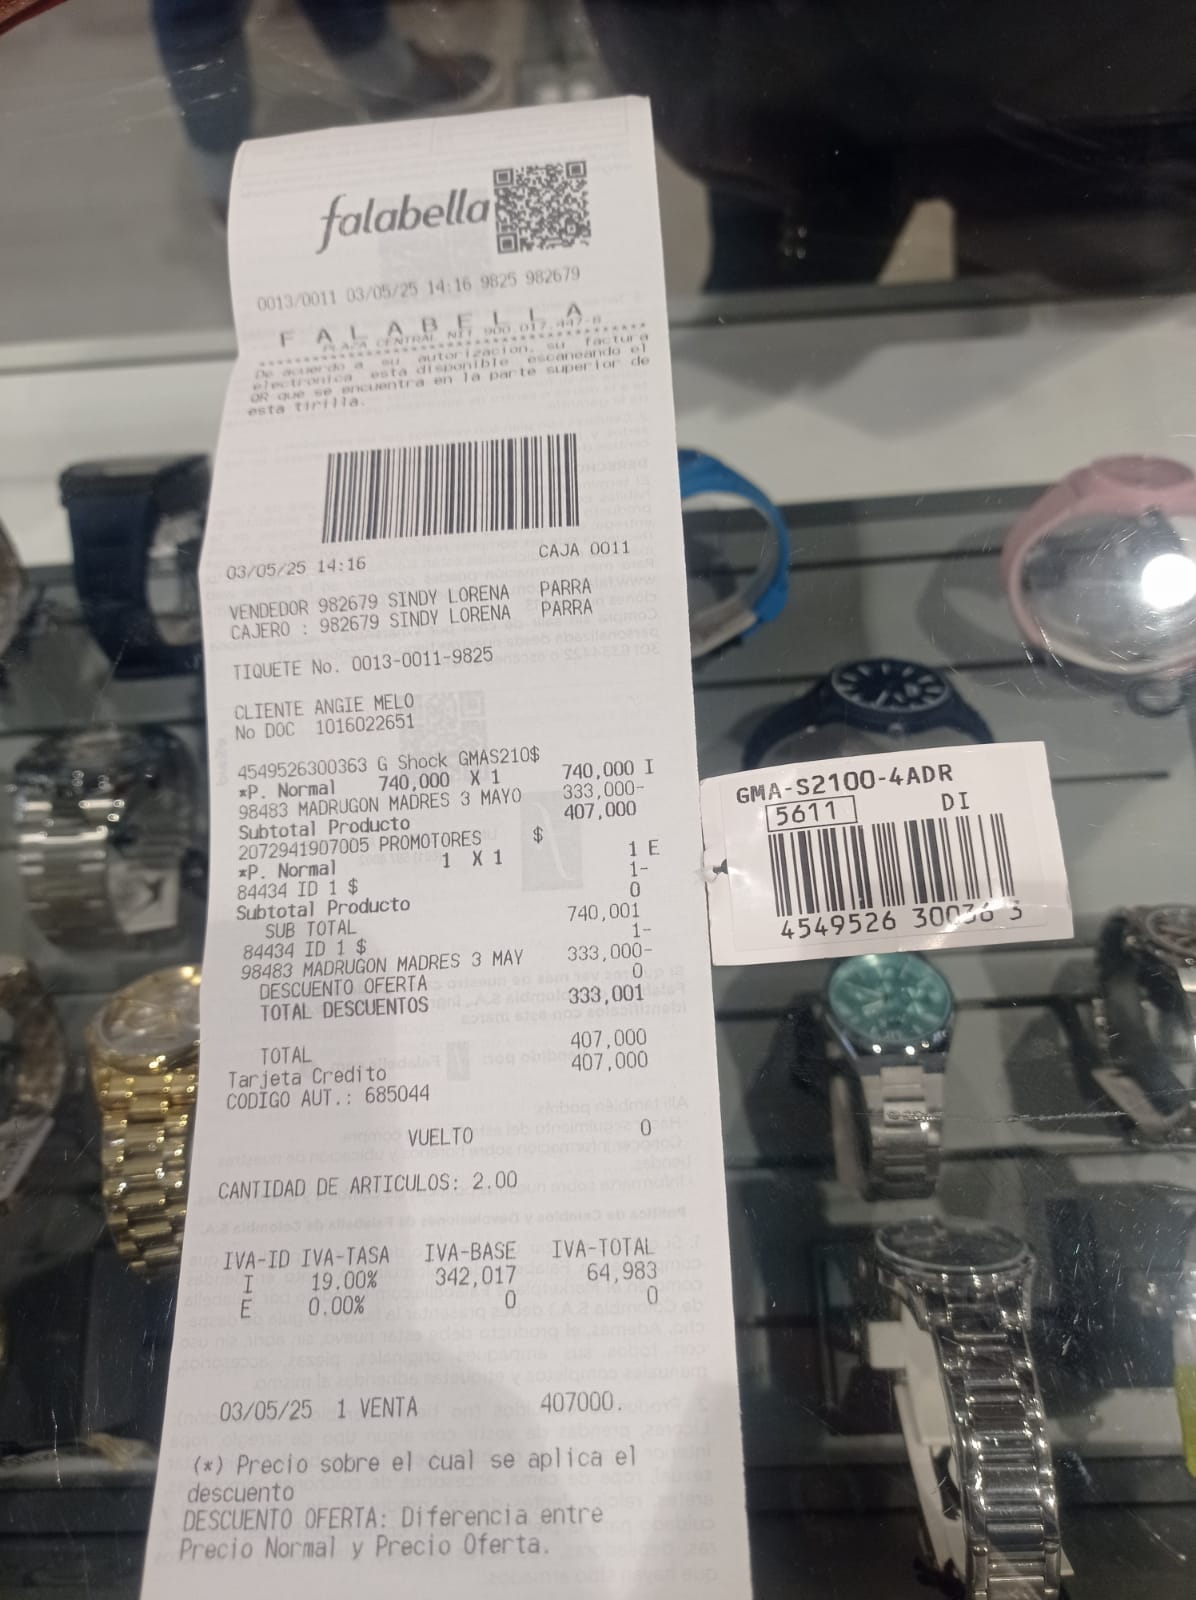 falabella
0013/0011 03/05/25 14:16 9825 982679
F A L A B E L L A
PLAZA CENTRAL NIT 900.017.447-8
De acuerdo a su autorizacion, su factura
electronica esta disponible escaneando el
QR que se encuentra en la parte superior de
esta tirilla.
03/05/25 14:16 CAJA 0011
VENDEDOR 982679 SINDY LORENA PARRA
CAJERO : 982679 SINDY LORENA PARRA
TIQUETE No. 0013-0011-9825
CLIENTE ANGIE MELO
No DOC 1016022651
4549526300363 G Shock GMAS210$
*P. Normal 740,000 X 1 740,000 I
98483 MADRUGON MADRES 3 MAYO 333,000-
Subtotal Producto 407,000
2072941907005 PROMOTORES $
*P. Normal 1 X 1 1 E
84434 ID 1 $ 1-
Subtotal Producto 0
SUB TOTAL 740,001
84434 ID 1 $ 1-
98483 MADRUGON MADRES 3 MAY 333,000-
DESCUENTO OFERTA 0
TOTAL DESCUENTOS 333,001
TOTAL 407,000
Tarjeta Credito 407,000
CODIGO AUT.: 685044
VUELTO 0
CANTIDAD DE ARTICULOS: 2.00
IVA-ID IVA-TASA IVA-BASE IVA-TOTAL
I 19.00% 342,017 64,983
E 0.00% 0 0
03/05/25 1 VENTA 407000.
(*) Precio sobre el cual se aplica el
descuento
DESCUENTO OFERTA: Diferencia entre
Precio Normal y Precio Oferta.
GMA-S2100-4ADR
5611 DI
4549526 300363